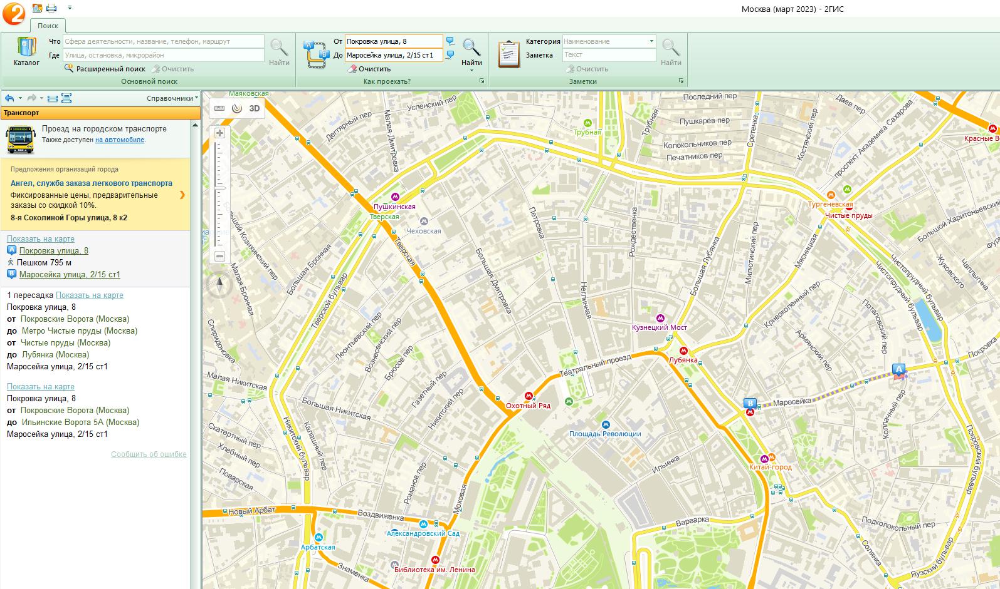 Москва (март 2023) - 2ГИС
Поиск
Каталог
Что
Сфера деятельности, название, телефон, маршрут
Где
Улица, остановка, микрорайон
Расширенный поиск
Очистить
Найти
Основной поиск
От
Покровка улица, 8
До
Маросейка улица, 2/15 ст1
Очистить
Найти
Как проехать?
Категория
Наименование
Заметка
Текст
Очистить
Найти
Заметки
Справочники
Транспорт
Проезд на городском транспорте
Также доступен на автомобиле.
Предложения организаций города
Ангел, служба заказа легкового транспорта
Фиксированные цены, предварительные
заказы со скидкой 10%.
8-я Соколиной Горы улица, 8 к2
Показать на карте
A Покровка улица, 8
Пешком 795 м
B Маросейка улица, 2/15 ст1
1 пересадка Показать на карте
Покровка улица, 8
от Покровские Ворота (Москва)
до Метро Чистые пруды (Москва)
от Чистые пруды (Москва)
до Лубянка (Москва)
Маросейка улица, 2/15 ст1
Показать на карте
Покровка улица, 8
от Покровские Ворота (Москва)
до Ильинские Ворота 5А (Москва)
Маросейка улица, 2/15 ст1
Сообщить об ошибке
3D
Маяковская
Успенский пер
Дегтярный пер
Малая Дмитровка
Трубная
Трубная
Последний пер
Пушкарёв пер
Колокольников пер
Печатников пер
Сретенка
Костянский пер
Даев пер
проспект Академика Сахарова
Красные В
Пушкинская
Тверская
Чеховская
Тверская
Петровка
Рождественка
Тургеневская
Чистые пруды
Большой Харитоньевский
Фурм
Большой Козихинский пер
Малая Бронная
Большая Бронная
Тверской бульвар
Большая Дмитровка
Неглинная
Большая Лубянка
Милютинский пер
Мясницкая
Чистопрудный бульвар
Чистопрудный бульвар
Жуковского
Чаплыгина
Кривоколенный пер
Потаповский пер
Армянский пер
Спиридоновка
Леонтьевский пер
Вознесенский пер
Брюсов пер
Кузнецкий Мост
Лубянка
Театральный проезд
Покровка
A
B
Маросейка
Малая Никитская
Большая Никитская
Газетный пер
Никитский пер
Охотный Ряд
Площадь Революции
Колпачный пер
Скатертный пер
Хлебный пер
Поварская
Никитский бульвар
Калашный пер
Романов пер
Моховая
Ильинка
Китай-город
Покровский бульвар
Новый Арбат
Воздвиженка
Александровский Сад
Арбатская
Варварка
Подколокольный пер
Знаменка
Библиотека им. Ленина
Солянка
Яузский бульвар